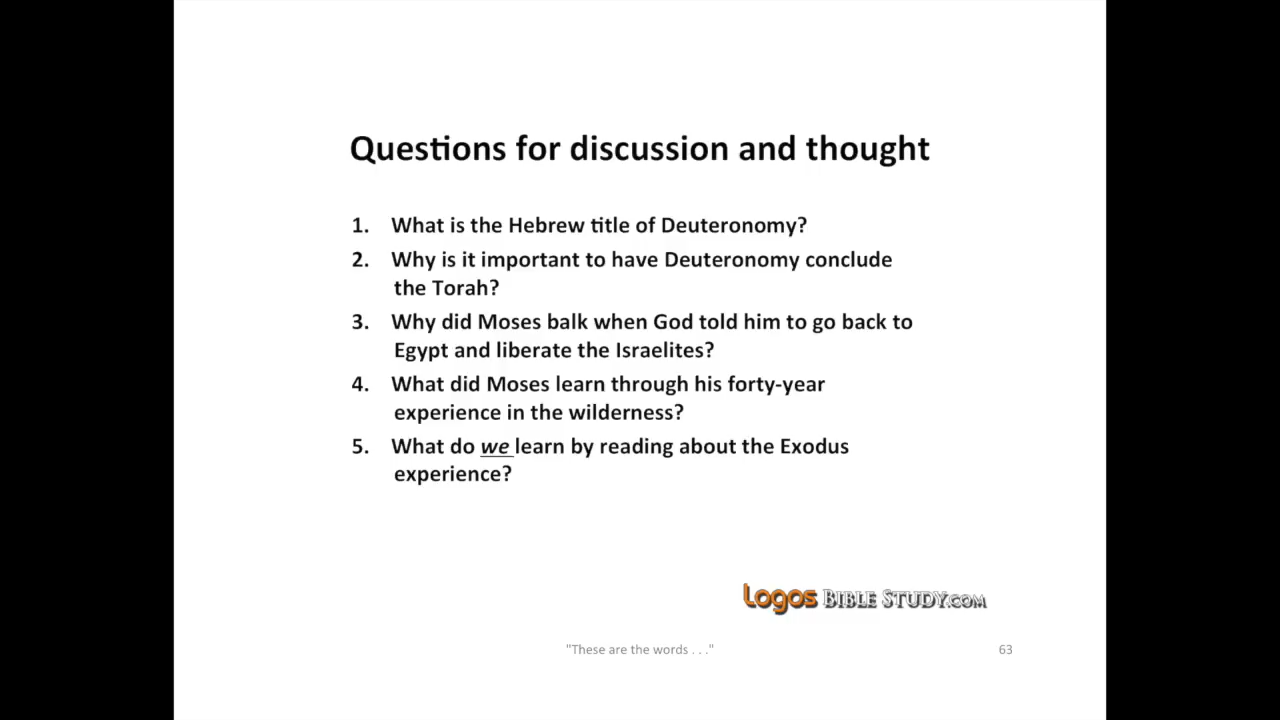 Questions for discussion and thought
1. What is the Hebrew title of Deuteronomy?
2. Why is it important to have Deuteronomy conclude
the Torah?
3. Why did Moses balk when God told him to go back to
Egypt and liberate the Israelites?
4. What did Moses learn through his forty-year
experience in the wilderness?
5. What do we learn by reading about the Exodus
experience?
Logos BIBLE STUDY.COM
"These are the words . . ."
63